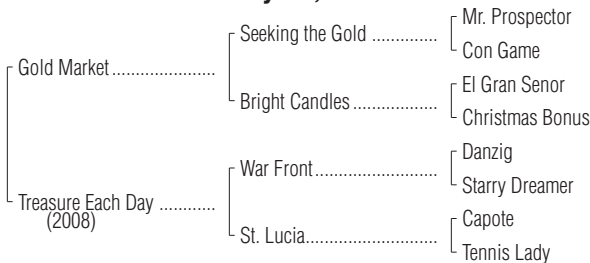 Mr. Prospector
Seeking the Gold ..............
Con Game
Gold Market......................
El Gran Senor
Bright Candles ..................
Christmas Bonus
Danzig
War Front..........................
Starry Dreamer
Treasure Each Day ............
(2008)
Capote
St. Lucia............................
Tennis Lady